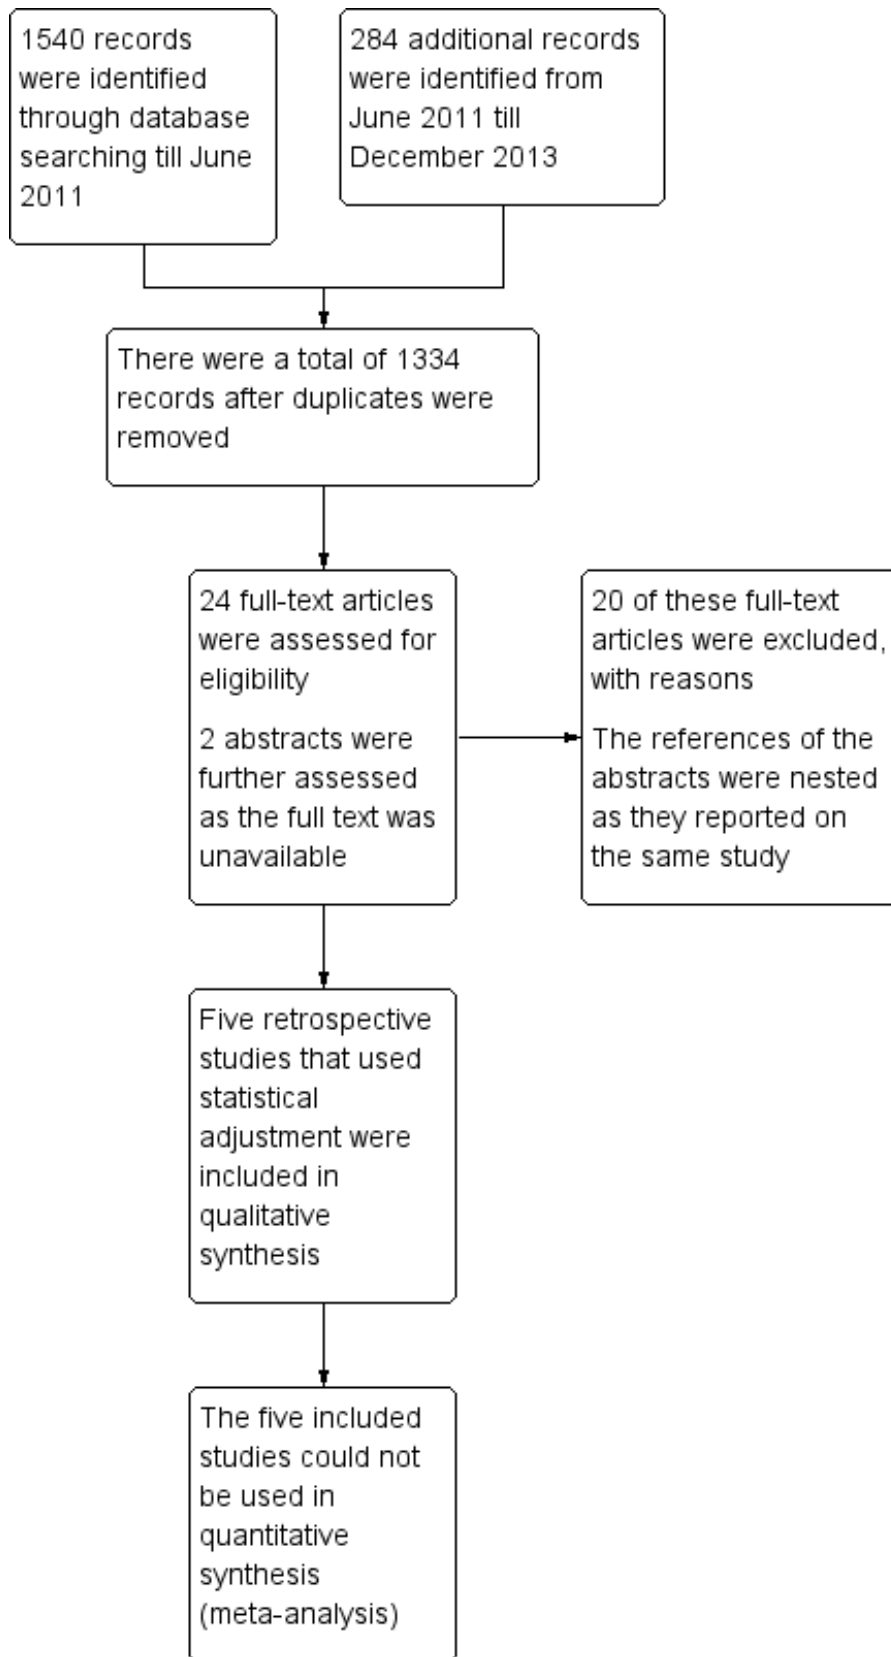 1540 records
were identified
through database
searching till June
2011
284 additional records
were identified from
June 2011 till
December 2013
There were a total of 1334
records after duplicates were
removed
24 full-text articles
were assessed for
eligibility
2 abstracts were
further assessed
as the full text was
unavailable
20 of these full-text
articles were excluded,
with reasons
The references of the
abstracts were nested
as they reported on
the same study
Five retrospective
studies that used
statistical
adjustment were
included in
qualitative
synthesis
The five included
studies could not
be used in
quantitative
synthesis
(meta-analysis)